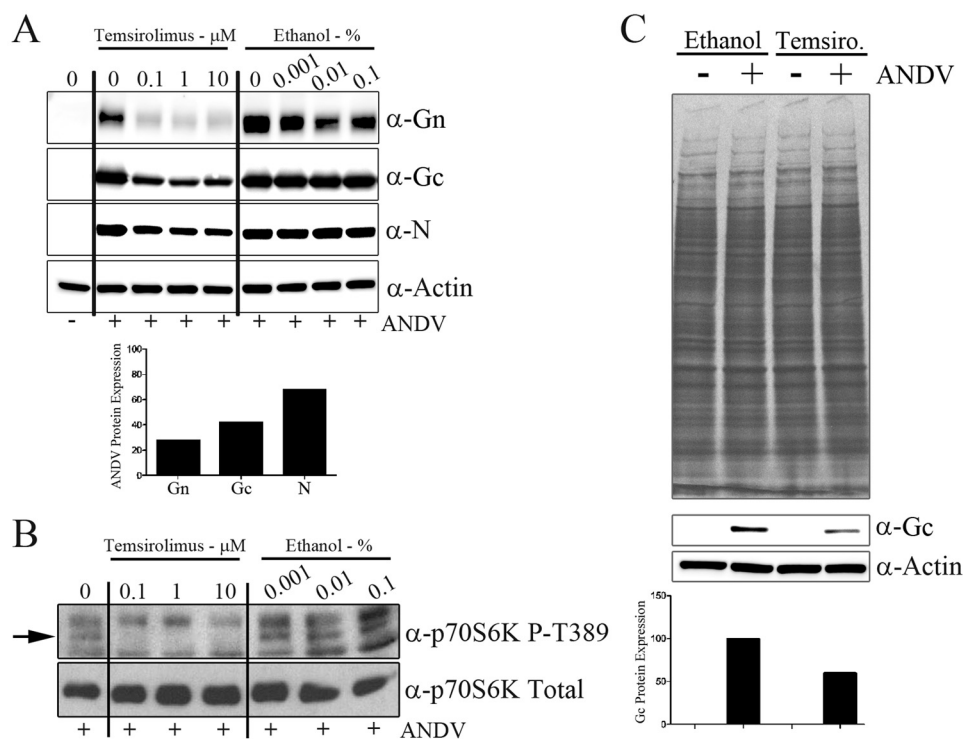 A
Temsirolimus - μM
Ethanol - %
0
0
0.1
1
10
0
0.001
0.01
0.1
α-Gn
α-Gc
α-N
α-Actin
- + + + + + + + + ANDV
ANDV Protein Expression
100
80
60
40
20
0
Gn Gc N
B
Temsirolimus - μM
Ethanol - %
0
0.1
1
10
0.001
0.01
0.1
α-p70S6K P-T389
α-p70S6K Total
+ + + + + + + ANDV
C
Ethanol Temsiro.
- + - + ANDV
α-Gc
α-Actin
Gc Protein Expression
150
100
50
0